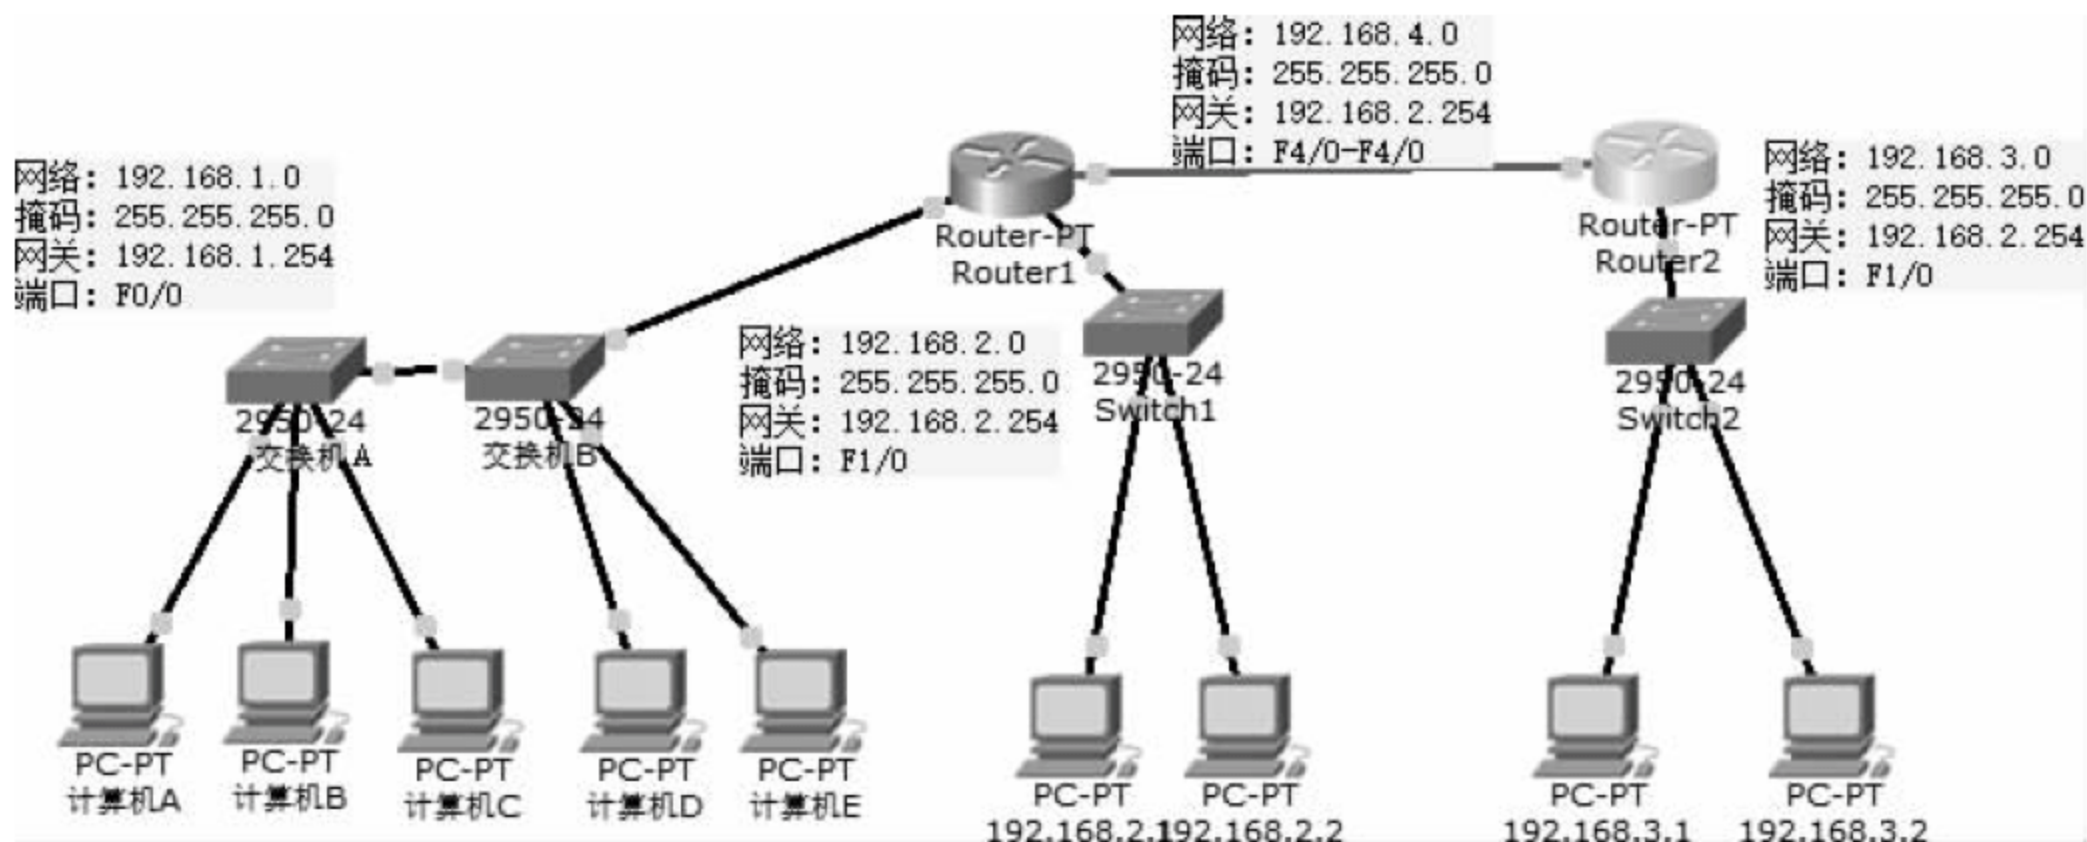 网络: 192.168.4.0
掩码: 255.255.255.0
网关: 192.168.2.254
端口: F4/0-F4/0
网络: 192.168.1.0
掩码: 255.255.255.0
网关: 192.168.1.254
端口: F0/0
网络: 192.168.3.0
掩码: 255.255.255.0
网关: 192.168.2.254
端口: F1/0
Router-PT
Router1
Router-PT
Router2
网络: 192.168.2.0
掩码: 255.255.255.0
网关: 192.168.2.254
端口: F1/0
2950-24
交换机A
2950-24
交换机B
2950-24
Switch1
2950-24
Switch2
PC-PT
计算机A
PC-PT
计算机B
PC-PT
计算机C
PC-PT
计算机D
PC-PT
计算机E
PC-PT
192.168.2.1
PC-PT
192.168.2.2
PC-PT
192.168.3.1
PC-PT
192.168.3.2